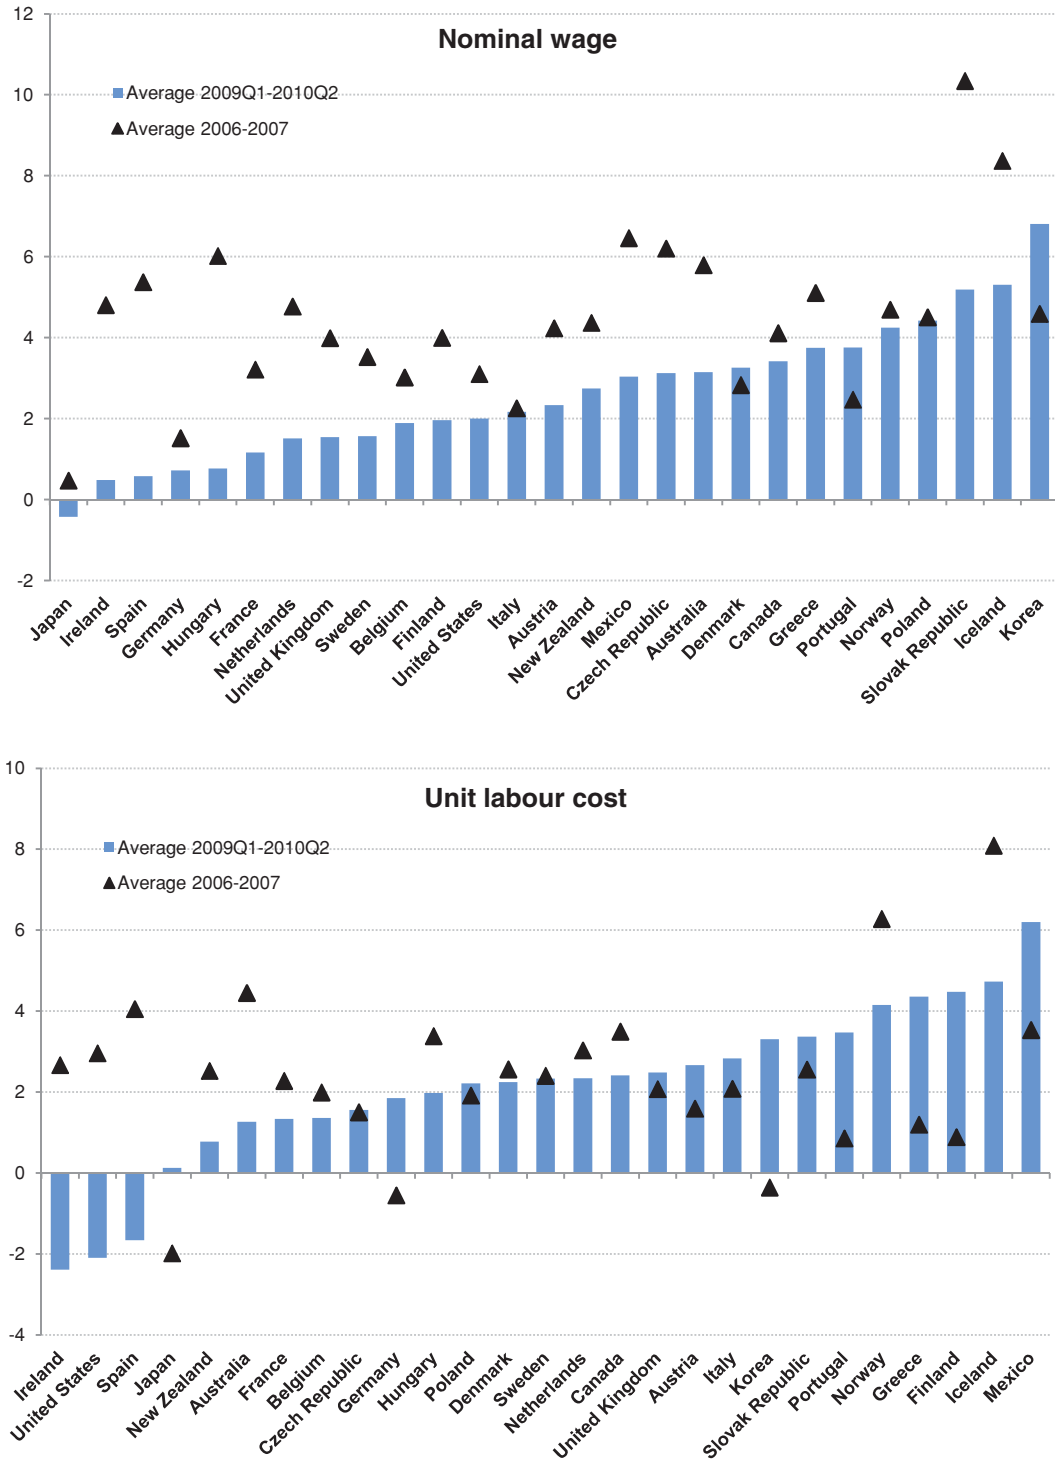 Nominal wage
Average 2009Q1-2010Q2
Average 2006-2007
12
10
8
6
4
2
0
-2
Japan
Ireland
Spain
Germany
Hungary
France
Netherlands
United Kingdom
Sweden
Belgium
Finland
United States
Italy
Austria
New Zealand
Mexico
Czech Republic
Australia
Denmark
Canada
Greece
Portugal
Norway
Poland
Slovak Republic
Iceland
Korea
Unit labour cost
Average 2009Q1-2010Q2
Average 2006-2007
10
8
6
4
2
0
-2
-4
Ireland
United States
Spain
Japan
New Zealand
Australia
France
Belgium
Czech Republic
Germany
Hungary
Poland
Denmark
Sweden
Netherlands
Canada
United Kingdom
Austria
Italy
Korea
Slovak Republic
Portugal
Norway
Greece
Finland
Iceland
Mexico